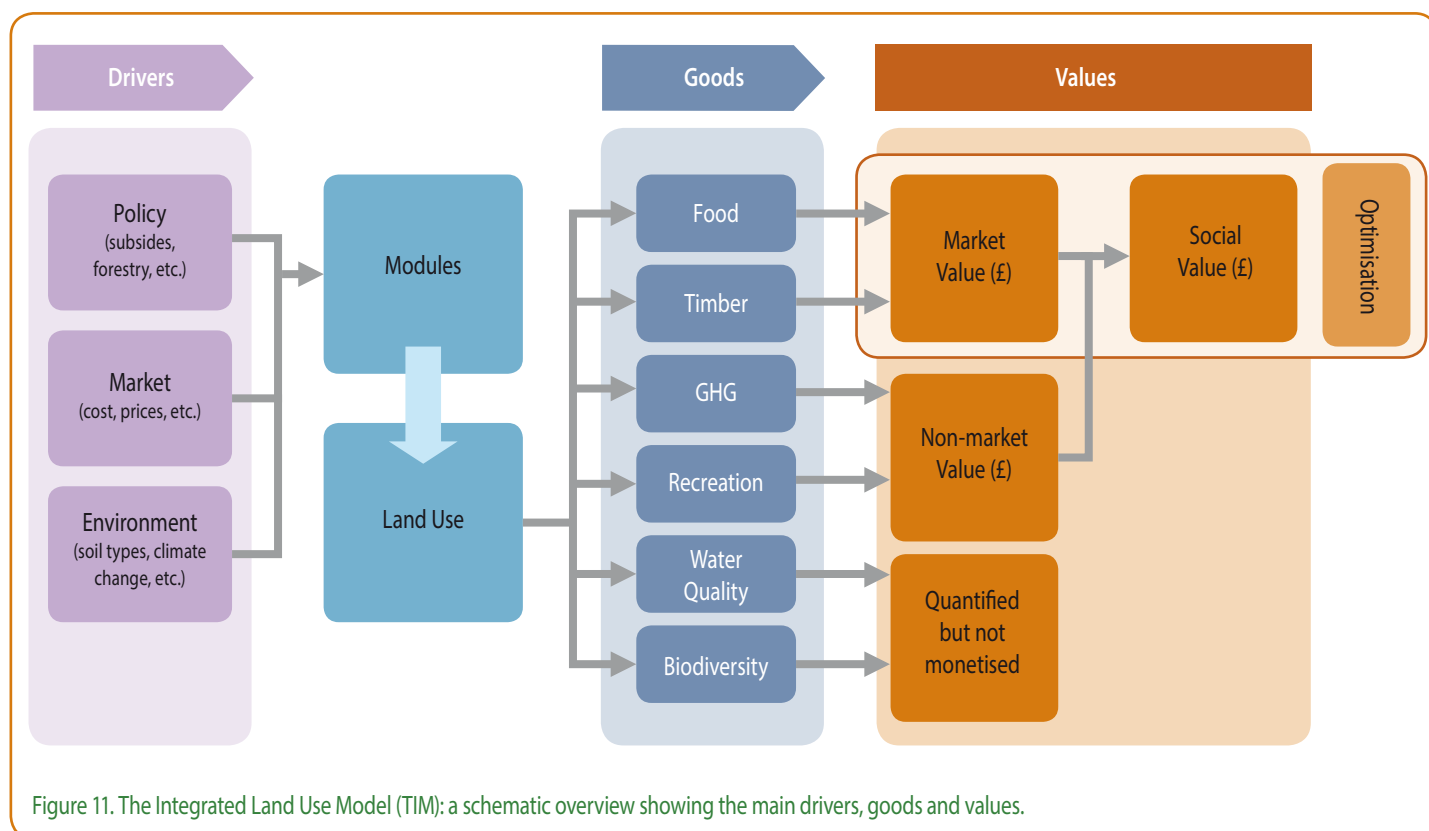 Drivers
Goods
Values
Policy
(subsides,
forestry, etc.)
Market
(cost, prices, etc.)
Environment
(soil types, climate
change, etc.)
Modules
Land Use
Food
Timber
GHG
Recreation
Water
Quality
Biodiversity
Market
Value (£)
Non-market
Value (£)
Quantified
but not
monetised
Social
Value (£)
Optimisation
Figure 11. The Integrated Land Use Model (TIM): a schematic overview showing the main drivers, goods and values.